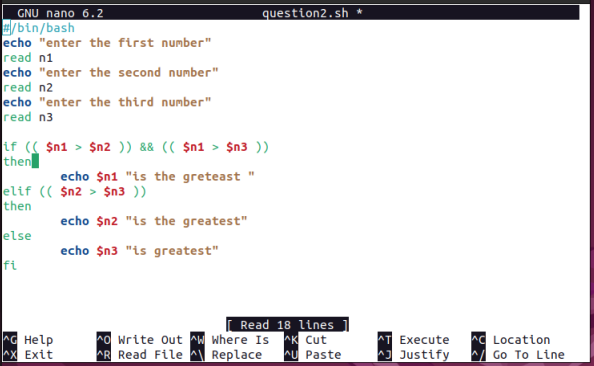 GNU nano 6.2 question2.sh *
#/bin/bash
echo "enter the first number"
read n1
echo "enter the second number"
read n2
echo "enter the third number"
read n3
if (( $n1 > $n2 )) && (( $n1 > $n3 ))
then
echo $n1 "is the greteast "
elif (( $n2 > $n3 ))
then
echo $n2 "is the greatest"
else
echo $n3 "is greatest"
fi
[ Read 18 lines ]
^G Help ^O Write Out ^W Where Is ^K Cut ^T Execute ^C Location
^X Exit ^R Read File ^\ Replace ^U Paste ^J Justify ^/ Go To Line